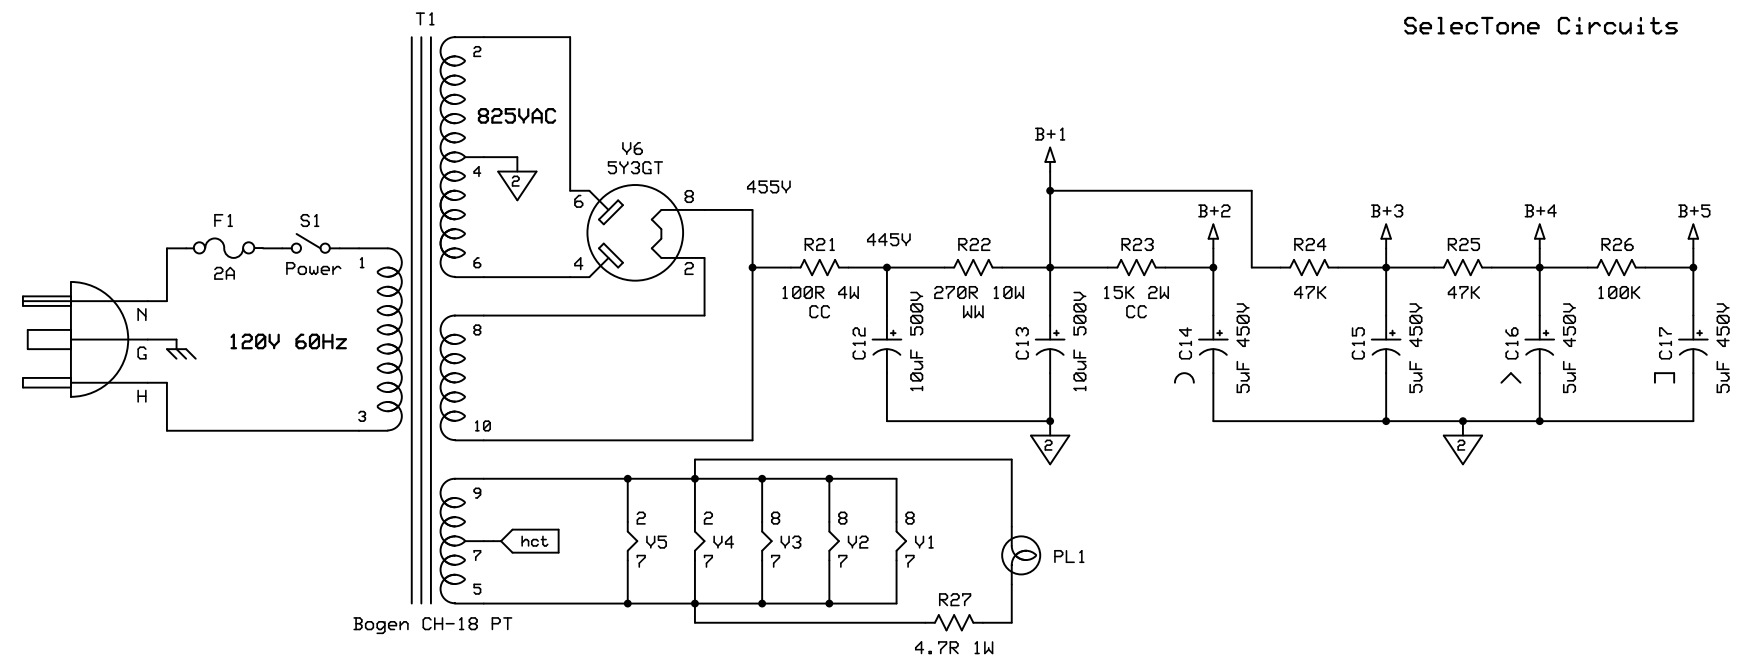 SelecTone Circuits
T1
2
825VAC
4
2
6
V6
5Y3GT
6
8
4
2
455V
F1
S1
2A
Power
1
3
N
G
H
120V 60Hz
8
10
R21
100R 4W
CC
445V
R22
270R 10W
WW
B+1
R23
15K 2W
CC
B+2
R24
47K
B+3
R25
47K
B+4
R26
100K
B+5
C12
+
10uF 500V
C13
+
10uF 500V
C14
+
5uF 450V
C15
+
5uF 450V
C16
+
5uF 450V
C17
+
5uF 450V
2
2
9
7
5
hct
2
V5
7
2
V4
7
8
V3
7
8
V2
7
8
V1
7
PL1
R27
4.7R 1W
Bogen CH-18 PT